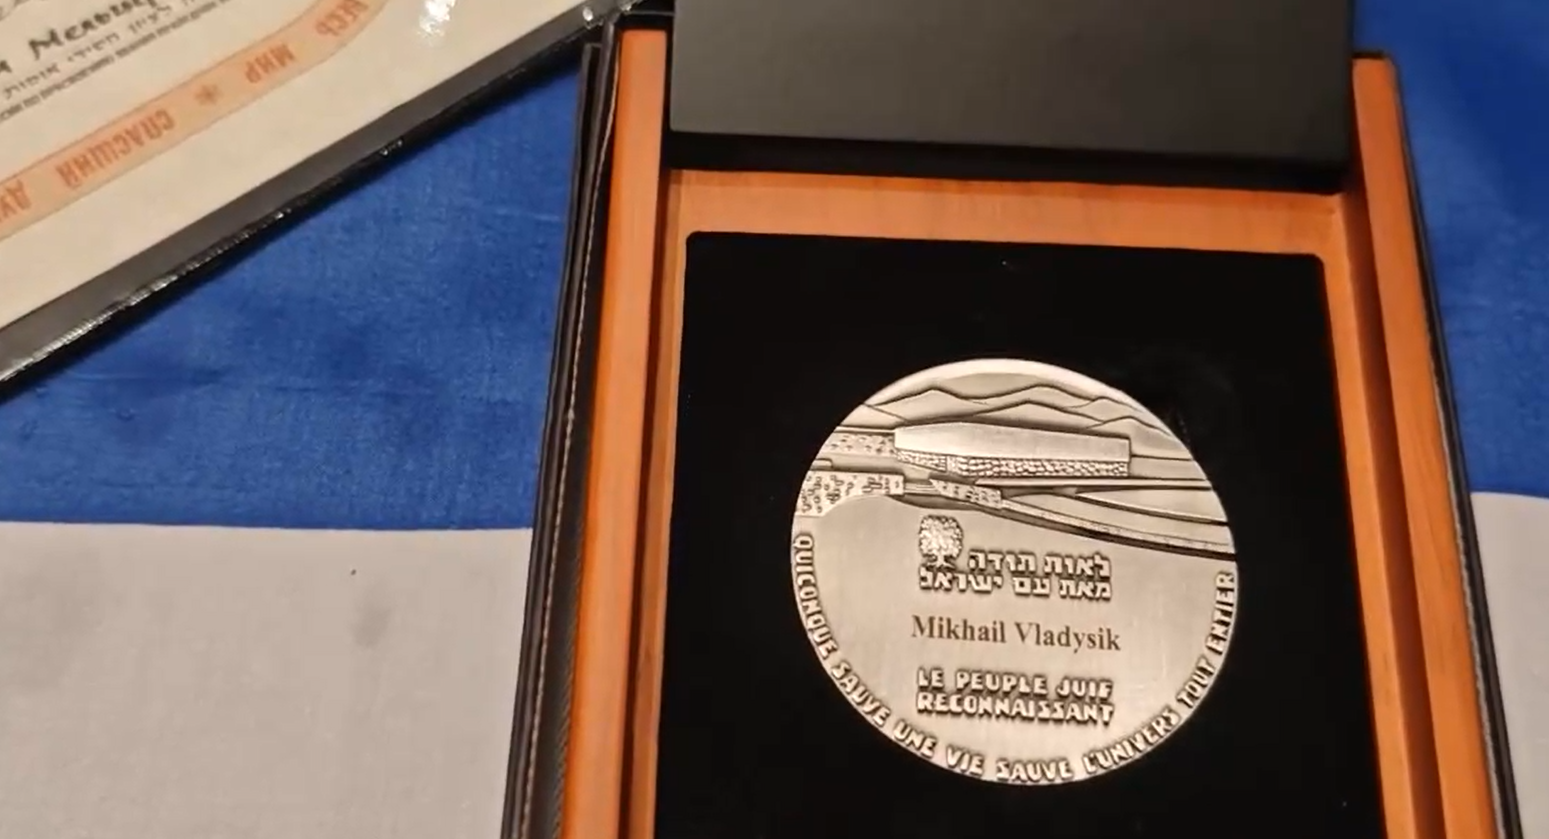 МИР * СПАСШИЙ
לאות תודה
מאת עם ישראל
Mikhail Vladysik
LE PEUPLE JUIF
RECONNAISSANT
QUICONQUE SAUVE UNE VIE SAUVE L'UNIVERS TOUT ENTIER